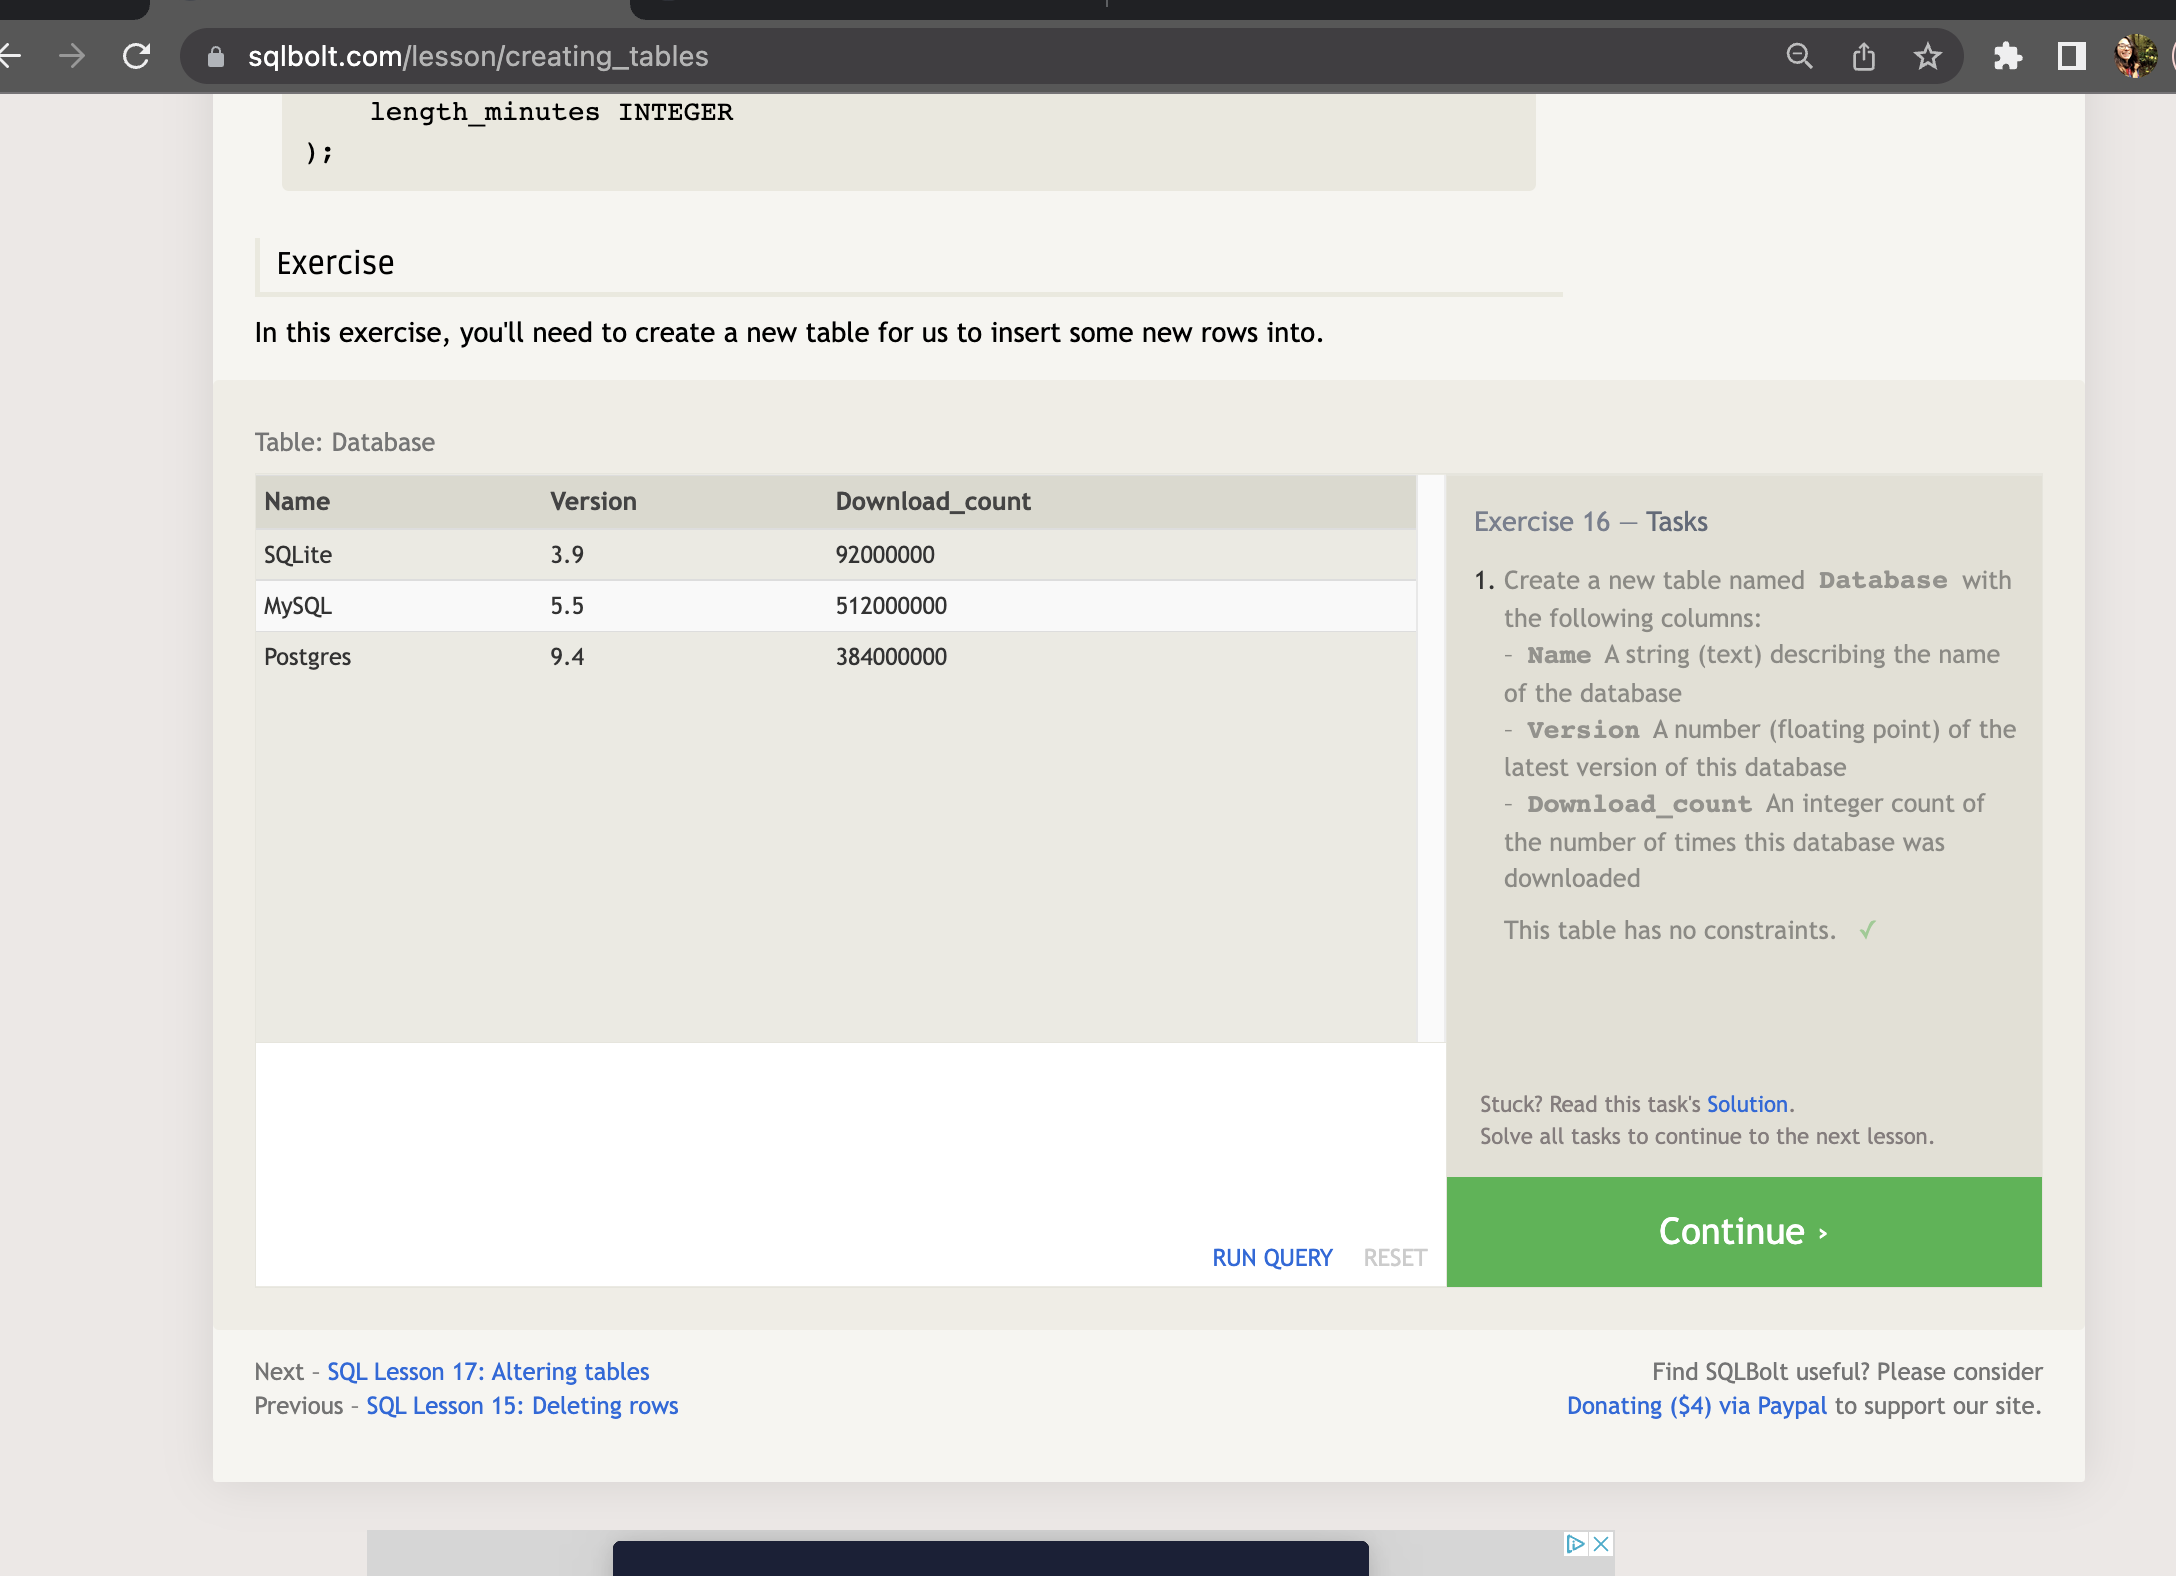 sqlbolt.com/lesson/creating_tables
length_minutes INTEGER
);
Exercise
In this exercise, you'll need to create a new table for us to insert some new rows into.
Table: Database
Name Version Download_count
SQLite 3.9 92000000
MySQL 5.5 512000000
Postgres 9.4 384000000
RUN QUERY RESET
Exercise 16 — Tasks
1. Create a new table named Database with
the following columns:
- Name A string (text) describing the name
of the database
- Version A number (floating point) of the
latest version of this database
- Download_count An integer count of
the number of times this database was
downloaded
This table has no constraints. ✓
Stuck? Read this task's Solution.
Solve all tasks to continue to the next lesson.
Continue ›
Next – SQL Lesson 17: Altering tables
Previous – SQL Lesson 15: Deleting rows
Find SQLBolt useful? Please consider
Donating ($4) via Paypal to support our site.